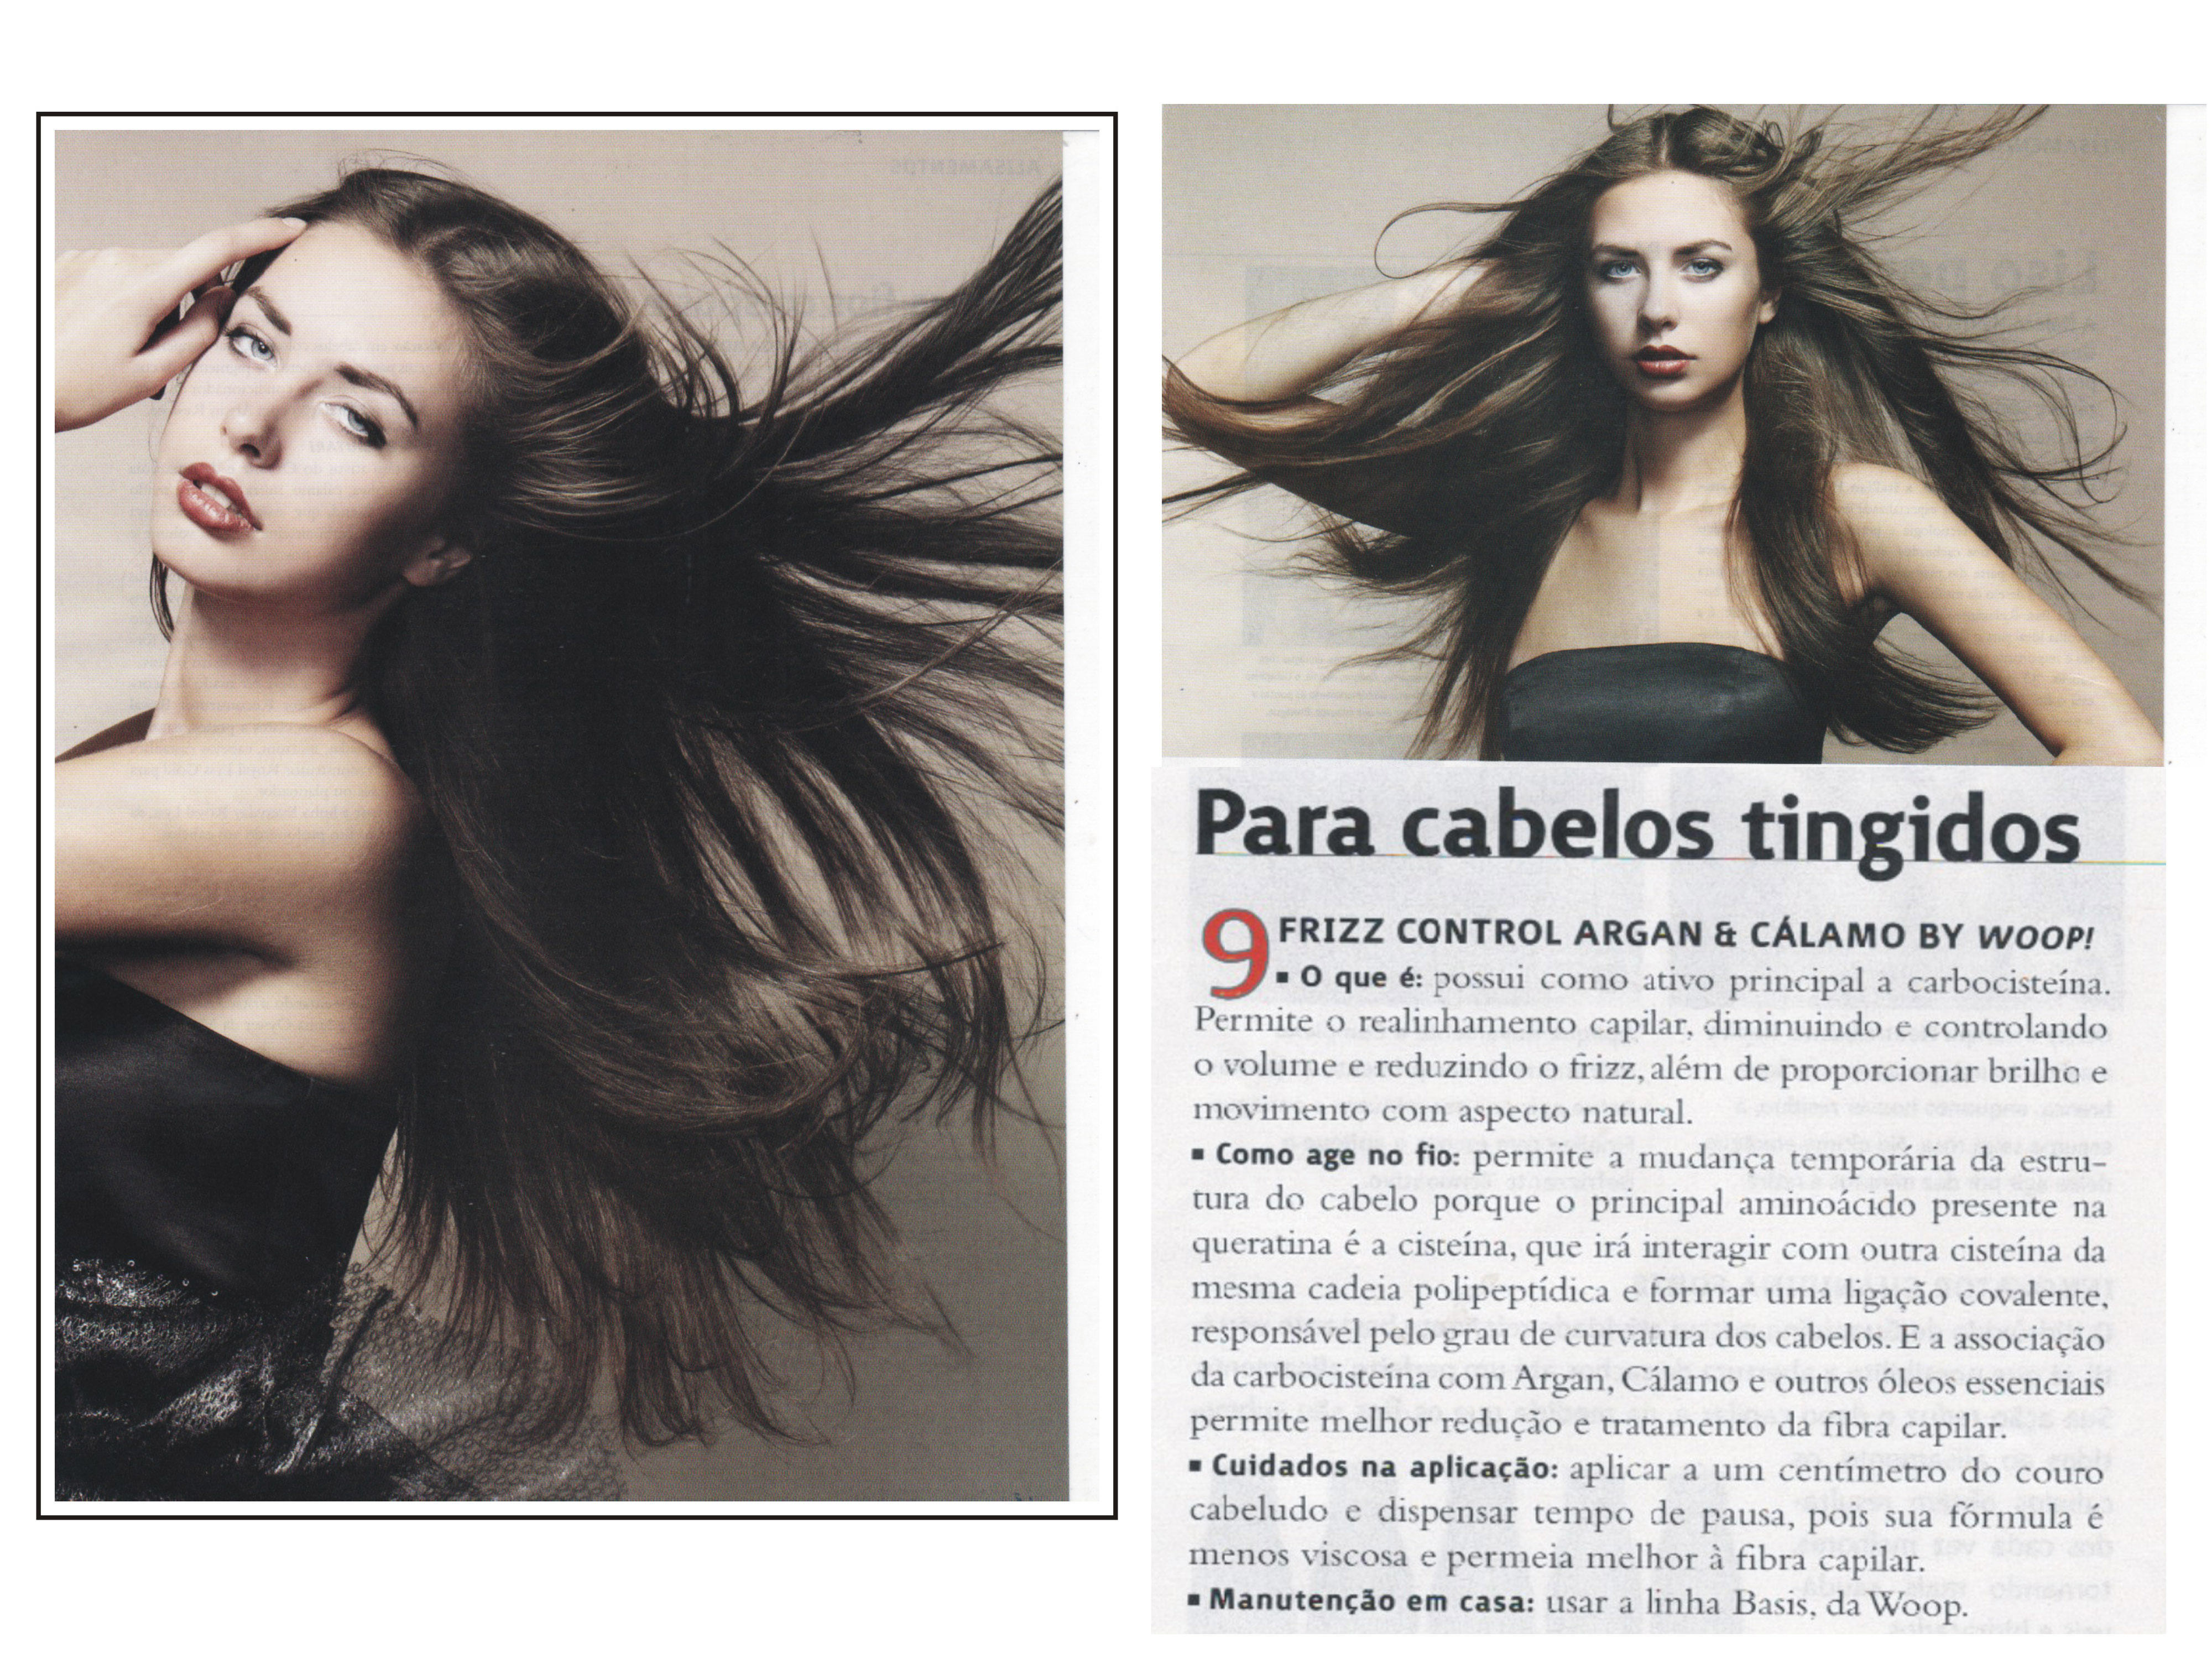 Para cabelos tingidos
9 FRIZZ CONTROL ARGAN & CÁLAMO BY WOOP!
▪ O que é: possui como ativo principal a carbocisteína.
Permite o realinhamento capilar, diminuindo e controlando
o volume e reduzindo o frizz, além de proporcionar brilho e
movimento com aspecto natural.
▪ Como age no fio: permite a mudança temporária da estru-
tura do cabelo porque o principal aminoácido presente na
queratina é a cisteína, que irá interagir com outra cisteína da
mesma cadeia polipeptídica e formar uma ligação covalente,
responsável pelo grau de curvatura dos cabelos. E a associação
da carbocisteína com Argan, Cálamo e outros óleos essenciais
permite melhor redução e tratamento da fibra capilar.
▪ Cuidados na aplicação: aplicar a um centímetro do couro
cabeludo e dispensar tempo de pausa, pois sua fórmula é
menos viscosa e permeia melhor à fibra capilar.
▪ Manutenção em casa: usar a linha Basis, da Woop.